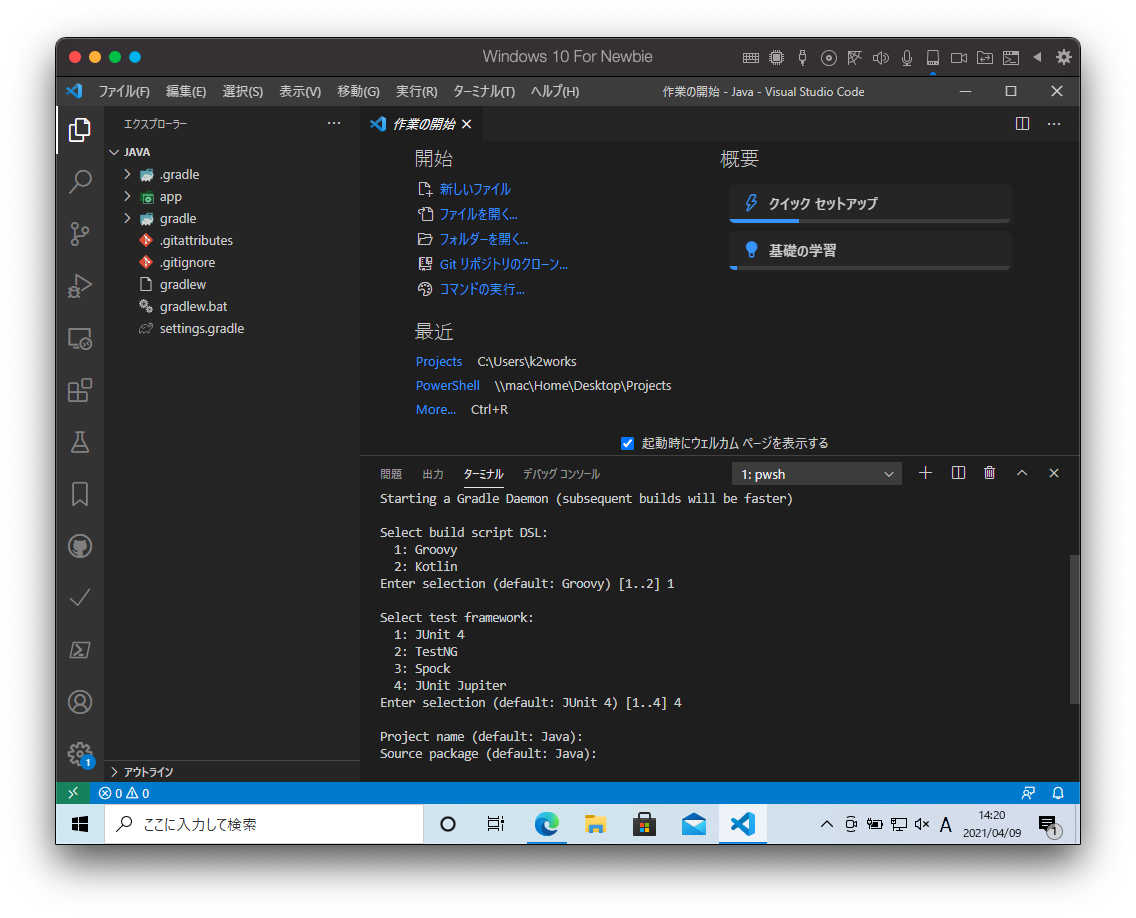 Windows 10 For Newbie
ファイル(F) 編集(E) 選択(S) 表示(V) 移動(G) 実行(R) ターミナル(T) ヘルプ(H) 作業の開始 - Java - Visual Studio Code
エクスプローラー
作業の開始
JAVA
.gradle
app
gradle
.gitattributes
.gitignore
gradlew
gradlew.bat
settings.gradle
アウトライン
開始
新しいファイル
ファイルを開く...
フォルダーを開く...
Git リポジトリのクローン...
コマンドの実行...
最近
Projects C:\Users\k2works
PowerShell \\mac\Home\Desktop\Projects
More... Ctrl+R
概要
クイック セットアップ
基礎の学習
起動時にウェルカム ページを表示する
問題 出力 ターミナル デバッグ コンソール 1: pwsh
Starting a Gradle Daemon (subsequent builds will be faster)
Select build script DSL:
1: Groovy
2: Kotlin
Enter selection (default: Groovy) [1..2] 1
Select test framework:
1: JUnit 4
2: TestNG
3: Spock
4: JUnit Jupiter
Enter selection (default: JUnit 4) [1..4] 4
Project name (default: Java):
Source package (default: Java):
1
0 0
ここに入力して検索
A
14:20
2021/04/09
1